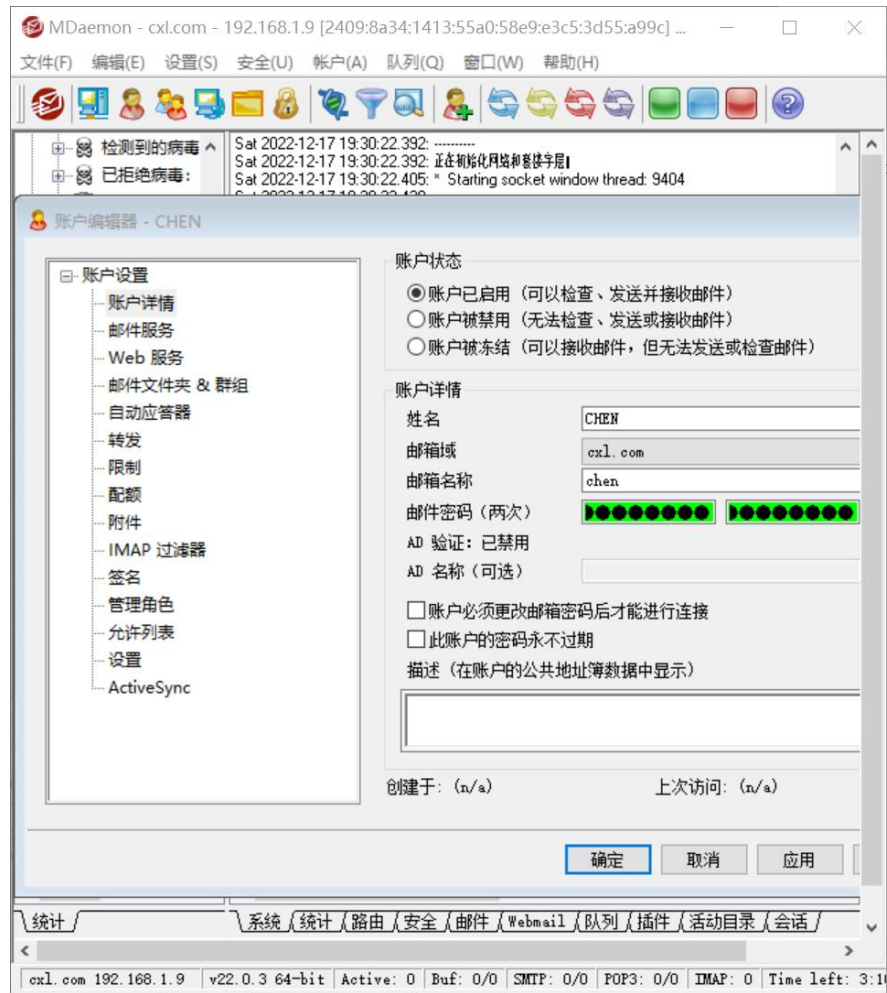 MDaemon - cxl.com - 192.168.1.9 [2409:8a34:1413:55a0:58e9:e3c5:3d55:a99c] ...
文件(F) 编辑(E) 设置(S) 安全(U) 帐户(A) 队列(Q) 窗口(W) 帮助(H)
检测到的病毒
已拒绝病毒:
Sat 2022-12-17 19:30:22.392: ----------
Sat 2022-12-17 19:30:22.392: 正在初始化网络和套接字层
Sat 2022-12-17 19:30:22.405: * Starting socket window thread: 9404
账户编辑器 - CHEN
账户设置
账户详情
邮件服务
Web 服务
邮件文件夹 & 群组
自动应答器
转发
限制
配额
附件
IMAP 过滤器
签名
管理角色
允许列表
设置
ActiveSync
账户状态
账户已启用（可以检查、发送并接收邮件）
账户被禁用（无法检查、发送或接收邮件）
账户被冻结（可以接收邮件，但无法发送或检查邮件）
账户详情
姓名 CHEN
邮箱域 cxl.com
邮箱名称 chen
邮件密码（两次）
AD 验证：已禁用
AD 名称（可选）
账户必须更改邮箱密码后才能进行连接
此账户的密码永不过期
描述（在账户的公共地址簿数据中显示）
创建于：(n/a) 上次访问：(n/a)
确定 取消 应用
统计 系统 统计 路由 安全 邮件 Webmail 队列 插件 活动目录 会话
cxl.com 192.168.1.9 v22.0.3 64-bit Active: 0 Buf: 0/0 SMTP: 0/0 POP3: 0/0 IMAP: 0 Time left: 3:1